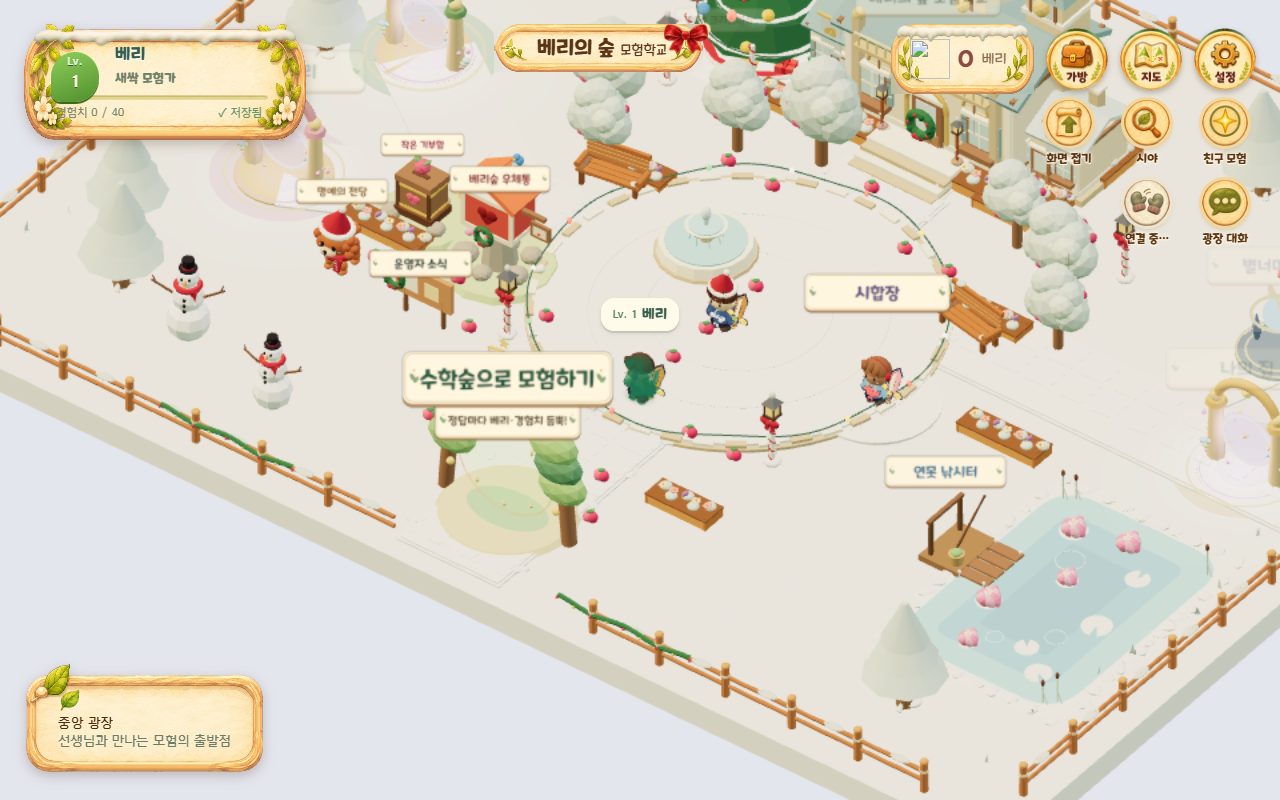 Lv.
1
베리
새싹 모험가
경험치 0 / 40
✓ 저장됨
베리의 숲 모험학교
0 베리
가방
지도
설정
화면 접기
시야
친구 모험
연결 중…
광장 대화
작은 기부함
베리숲 우체통
명예의 전당
운영자 소식
시합장
Lv. 1 베리
수학숲으로 모험하기
정답마다 베리·경험치 듬뿍!
연못 낚시터
중앙 광장
선생님과 만나는 모험의 출발점